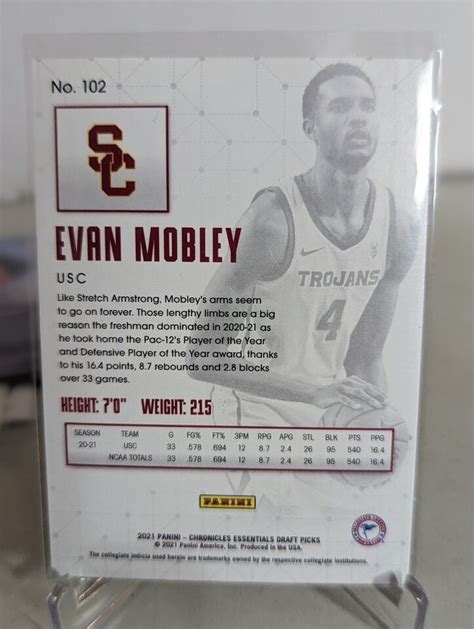 No. 102
SC
EVAN MOBLEY
USC
Like Stretch Armstrong, Mobley's arms seem
to go on forever. Those lengthy limbs are a big
reason the freshman dominated in 2020-21 as
he took home the Pac-12's Player of the Year
and Defensive Player of the Year award, thanks
to his 16.4 points, 8.7 rebounds and 2.8 blocks
over 33 games.
TROJANS
4
HEIGHT: 7'0" WEIGHT: 215
SEASON TEAM G FG% FT% 3PM RPG APG STL BLK PTS PPG
20-21 USC 33 .578 .694 12 8.7 2.4 26 95 540 16.4
NCAA TOTALS 33 .578 .694 12 8.7 2.4 26 95 540 16.4
PANINI
2021 PANINI – CHRONICLES ESSENTIALS DRAFT PICKS
© 2021 Panini America, Inc. Produced in the USA.
The collegiate indicia used herein are trademarks owned by the respective collegiate institutions.